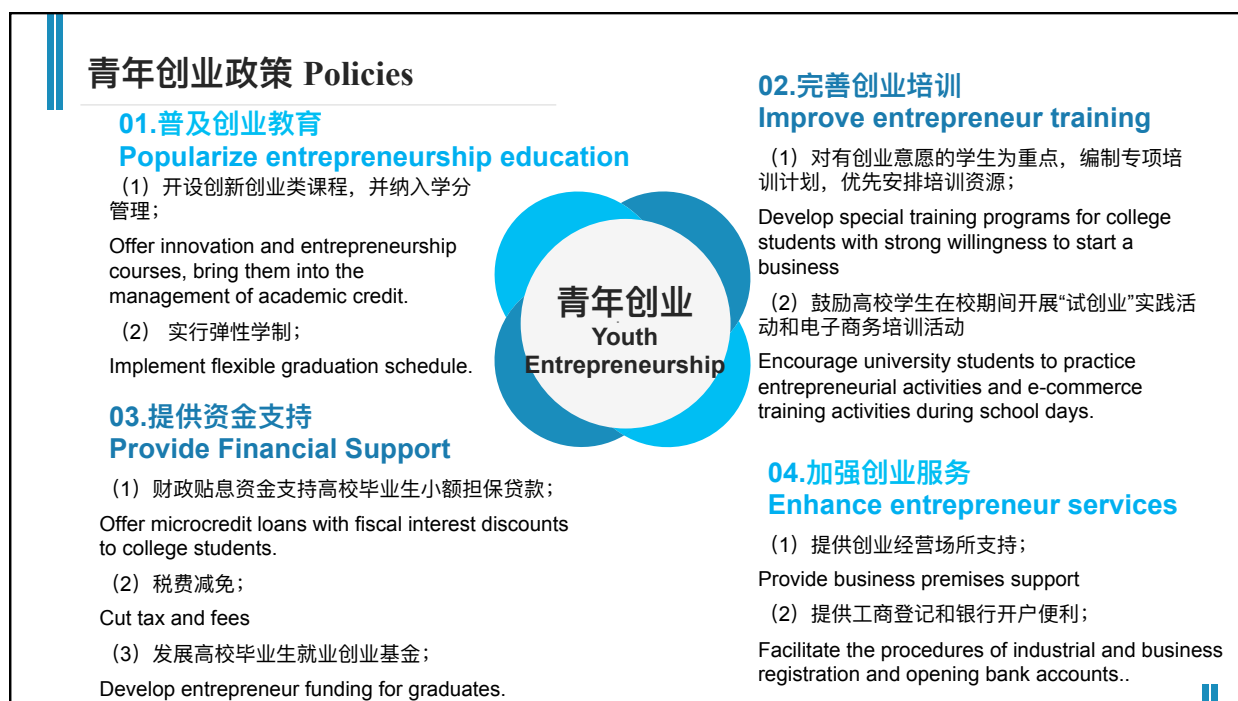 青年创业政策 Policies
01.普及创业教育
Popularize entrepreneurship education
（1）开设创新创业类课程，并纳入学分
管理；
Offer innovation and entrepreneurship
courses, bring them into the
management of academic credit.
（2） 实行弹性学制；
Implement flexible graduation schedule.
03.提供资金支持
Provide Financial Support
（1）财政贴息资金支持高校毕业生小额担保贷款；
Offer microcredit loans with fiscal interest discounts
to college students.
（2）税费减免；
Cut tax and fees
（3）发展高校毕业生就业创业基金；
Develop entrepreneur funding for graduates.
青年创业
Youth
Entrepreneurship
02.完善创业培训
Improve entrepreneur training
（1）对有创业意愿的学生为重点，编制专项培
训计划，优先安排培训资源；
Develop special training programs for college
students with strong willingness to start a
business
（2）鼓励高校学生在校期间开展“试创业”实践活
动和电子商务培训活动
Encourage university students to practice
entrepreneurial activities and e-commerce
training activities during school days.
04.加强创业服务
Enhance entrepreneur services
（1）提供创业经营场所支持；
Provide business premises support
（2）提供工商登记和银行开户便利；
Facilitate the procedures of industrial and business
registration and opening bank accounts..